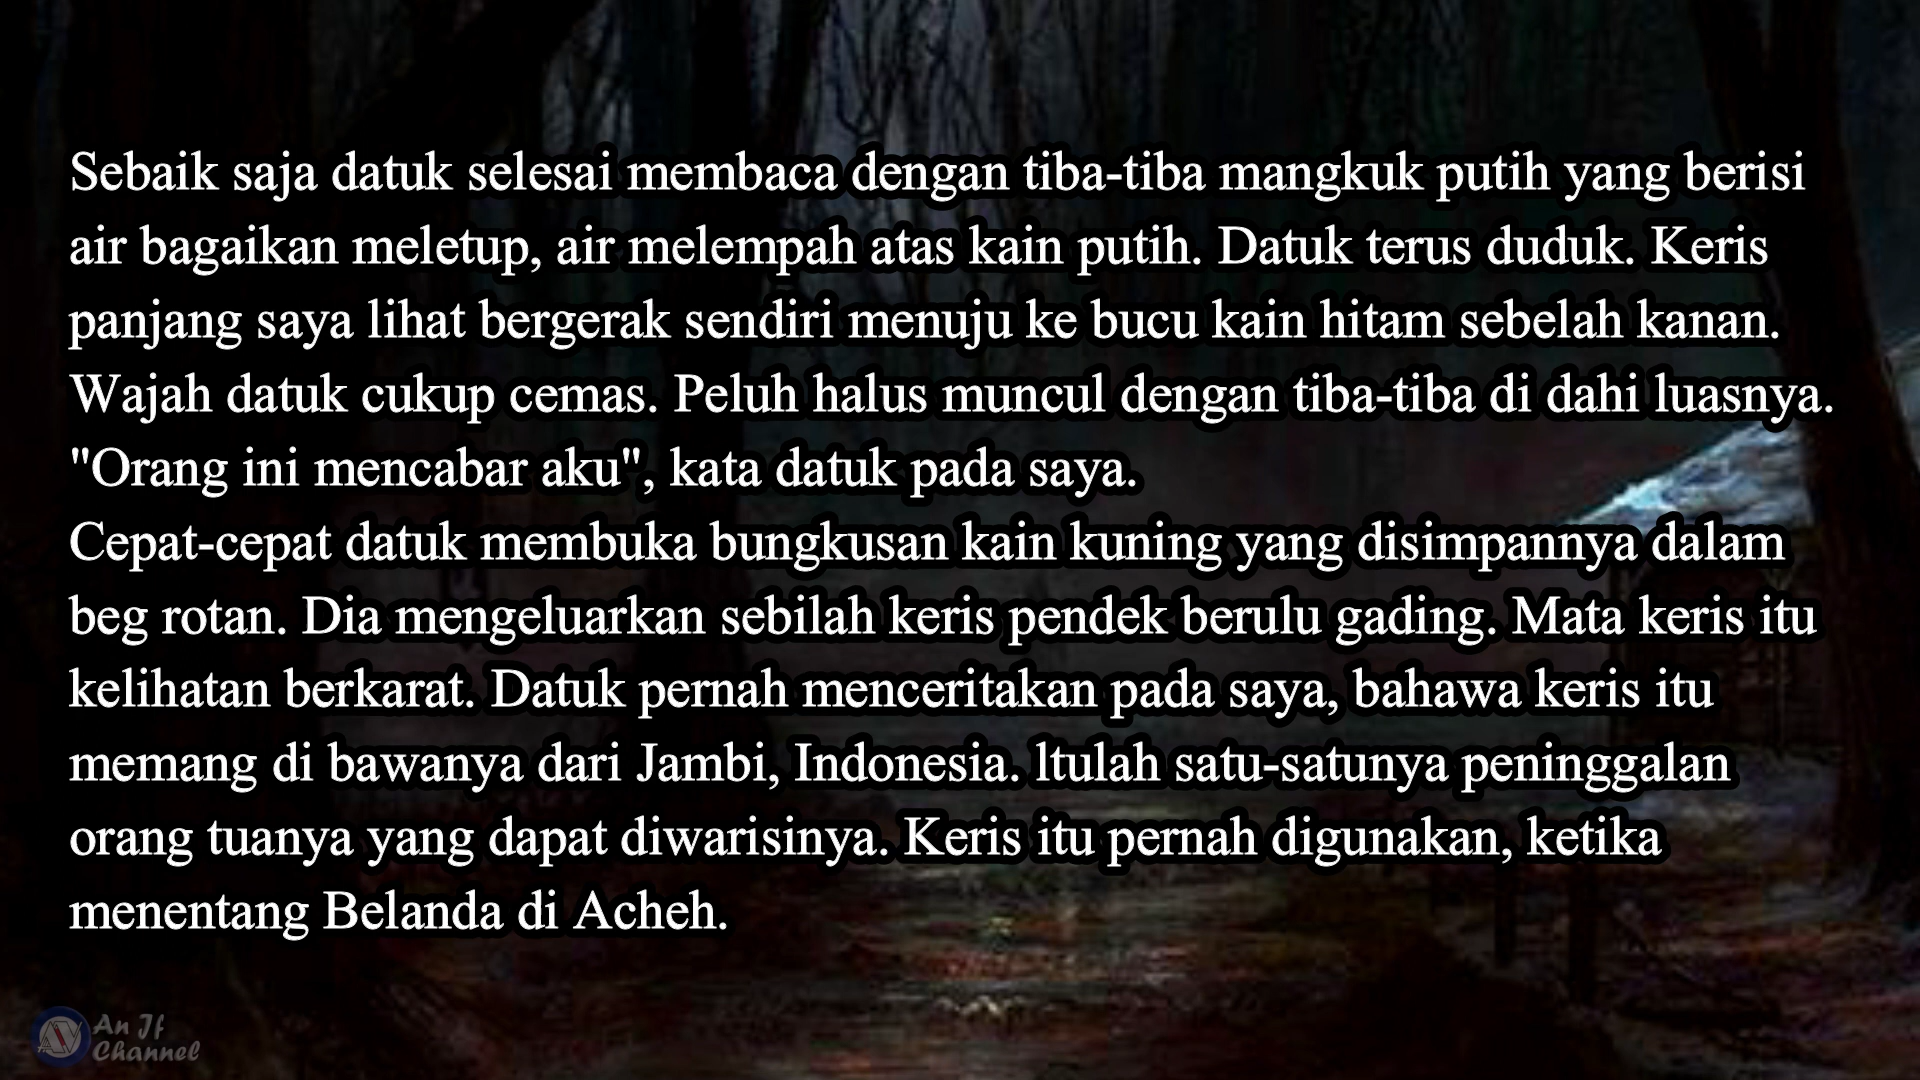 Sebaik saja datuk selesai membaca dengan tiba-tiba mangkuk putih yang berisi
air bagaikan meletup, air melempah atas kain putih. Datuk terus duduk. Keris
panjang saya lihat bergerak sendiri menuju ke bucu kain hitam sebelah kanan.
Wajah datuk cukup cemas. Peluh halus muncul dengan tiba-tiba di dahi luasnya.
"Orang ini mencabar aku", kata datuk pada saya.
Cepat-cepat datuk membuka bungkusan kain kuning yang disimpannya dalam
beg rotan. Dia mengeluarkan sebilah keris pendek berulu gading. Mata keris itu
kelihatan berkarat. Datuk pernah menceritakan pada saya, bahawa keris itu
memang di bawanya dari Jambi, Indonesia. ltulah satu-satunya peninggalan
orang tuanya yang dapat diwarisinya. Keris itu pernah digunakan, ketika
menentang Belanda di Acheh.
An If
Channel